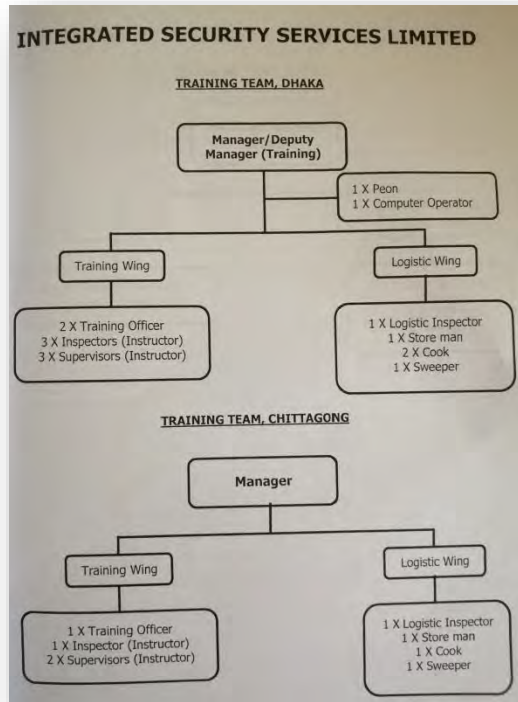 INTEGRATED SECURITY SERVICES LIMITED
TRAINING TEAM, DHAKA
Manager/Deputy
Manager (Training)
1 X Peon
1 X Computer Operator
Training Wing
Logistic Wing
2 X Training Officer
3 X Inspectors (Instructor)
3 X Supervisors (Instructor)
1 X Logistic Inspector
1 X Store man
2 X Cook
1 X Sweeper
TRAINING TEAM, CHITTAGONG
Manager
Training Wing
Logistic Wing
1 X Training Officer
1 X Inspector (Instructor)
2 X Supervisors (Instructor)
1 X Logistic Inspector
1 X Store man
1 X Cook
1 X Sweeper